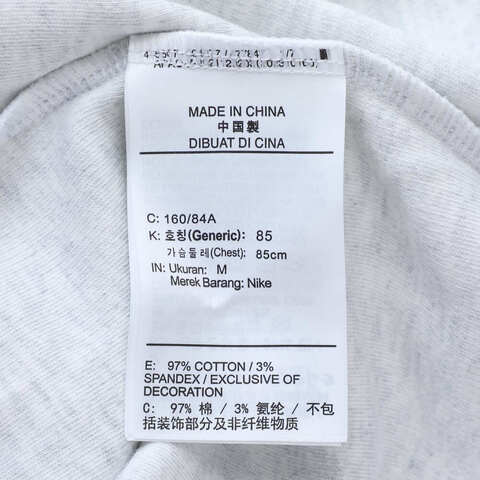 MADE IN CHINA
中国製
DIBUAT DI CINA
C: 160/84A
K: 호칭(Generic): 85
가슴둘레(Chest): 85cm
IN: Ukuran: M
Merek Barang: Nike
E: 97% COTTON / 3%
SPANDEX / EXCLUSIVE OF
DECORATION
C: 97% 棉 / 3% 氨纶 / 不包
括装饰部分及非纤维物质